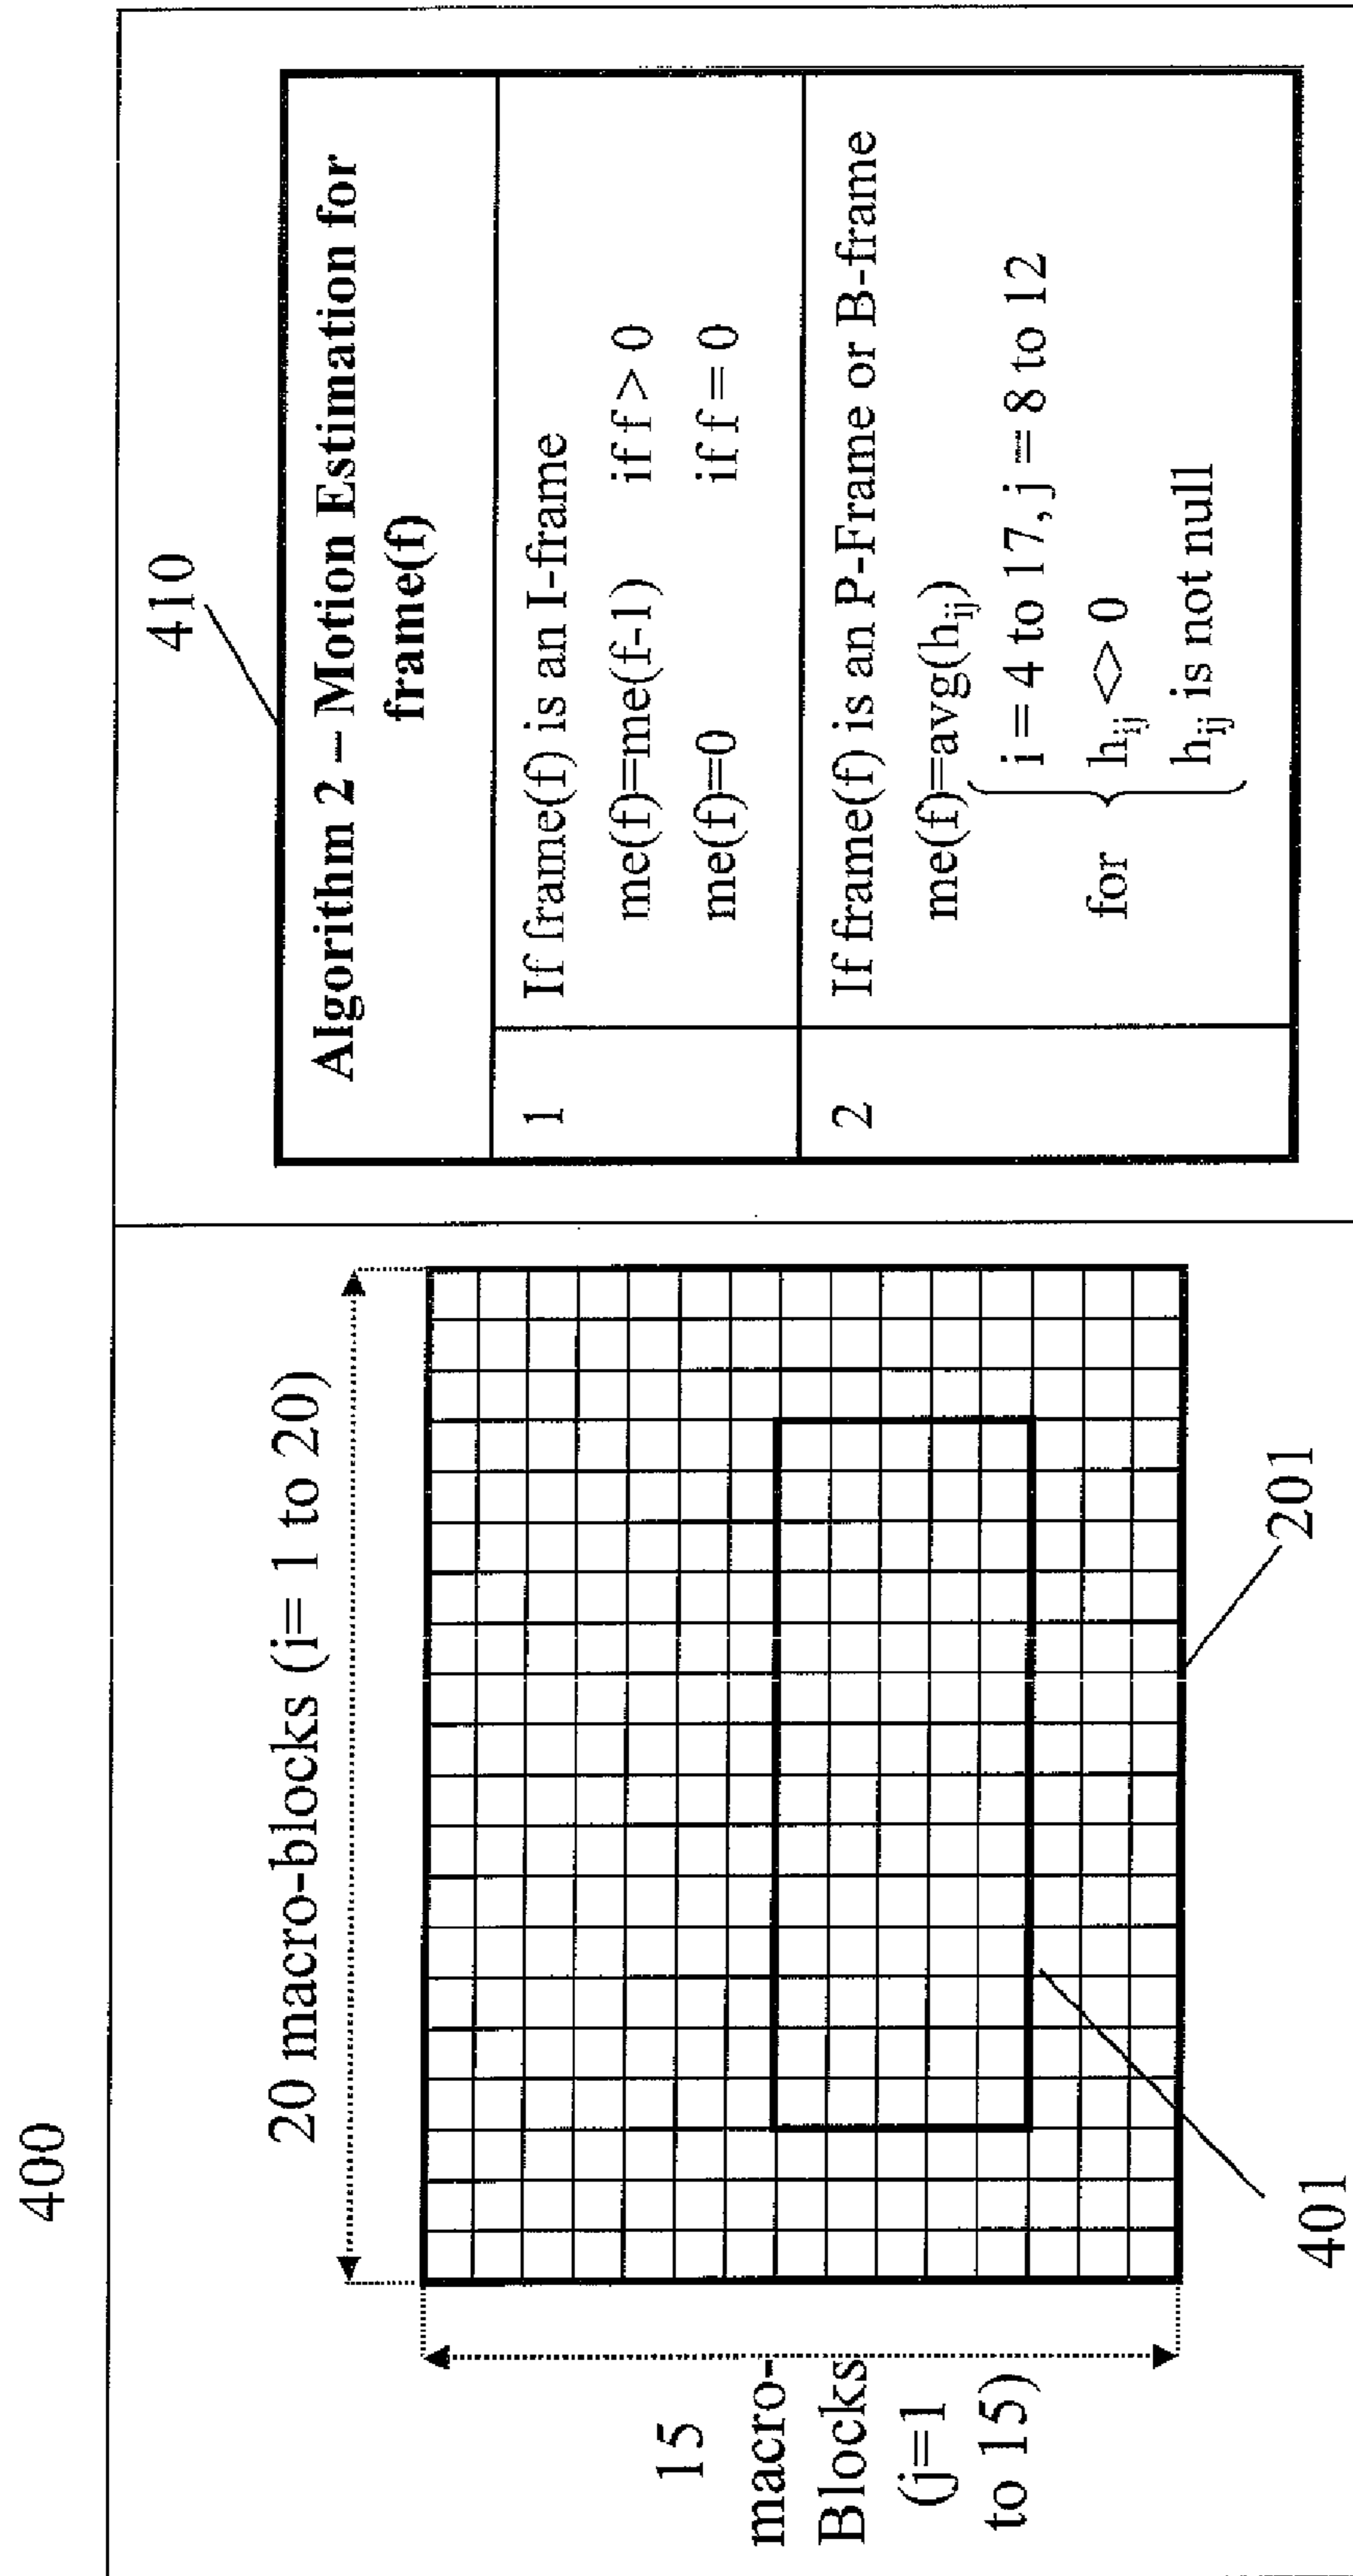 400
20 macro-blocks (i= 1 to 20)
15
macro-
Blocks
(j=1
to 15)
401
201
410
Algorithm 2 – Motion Estimation for
frame(f)
1
If frame(f) is an I-frame
me(f)=me(f-1) if f > 0
me(f)=0 if f = 0
2
If frame(f) is an P-Frame or B-frame
me(f)=avg(hij)
i = 4 to 17, j = 8 to 12
for hij <> 0
hij is not null